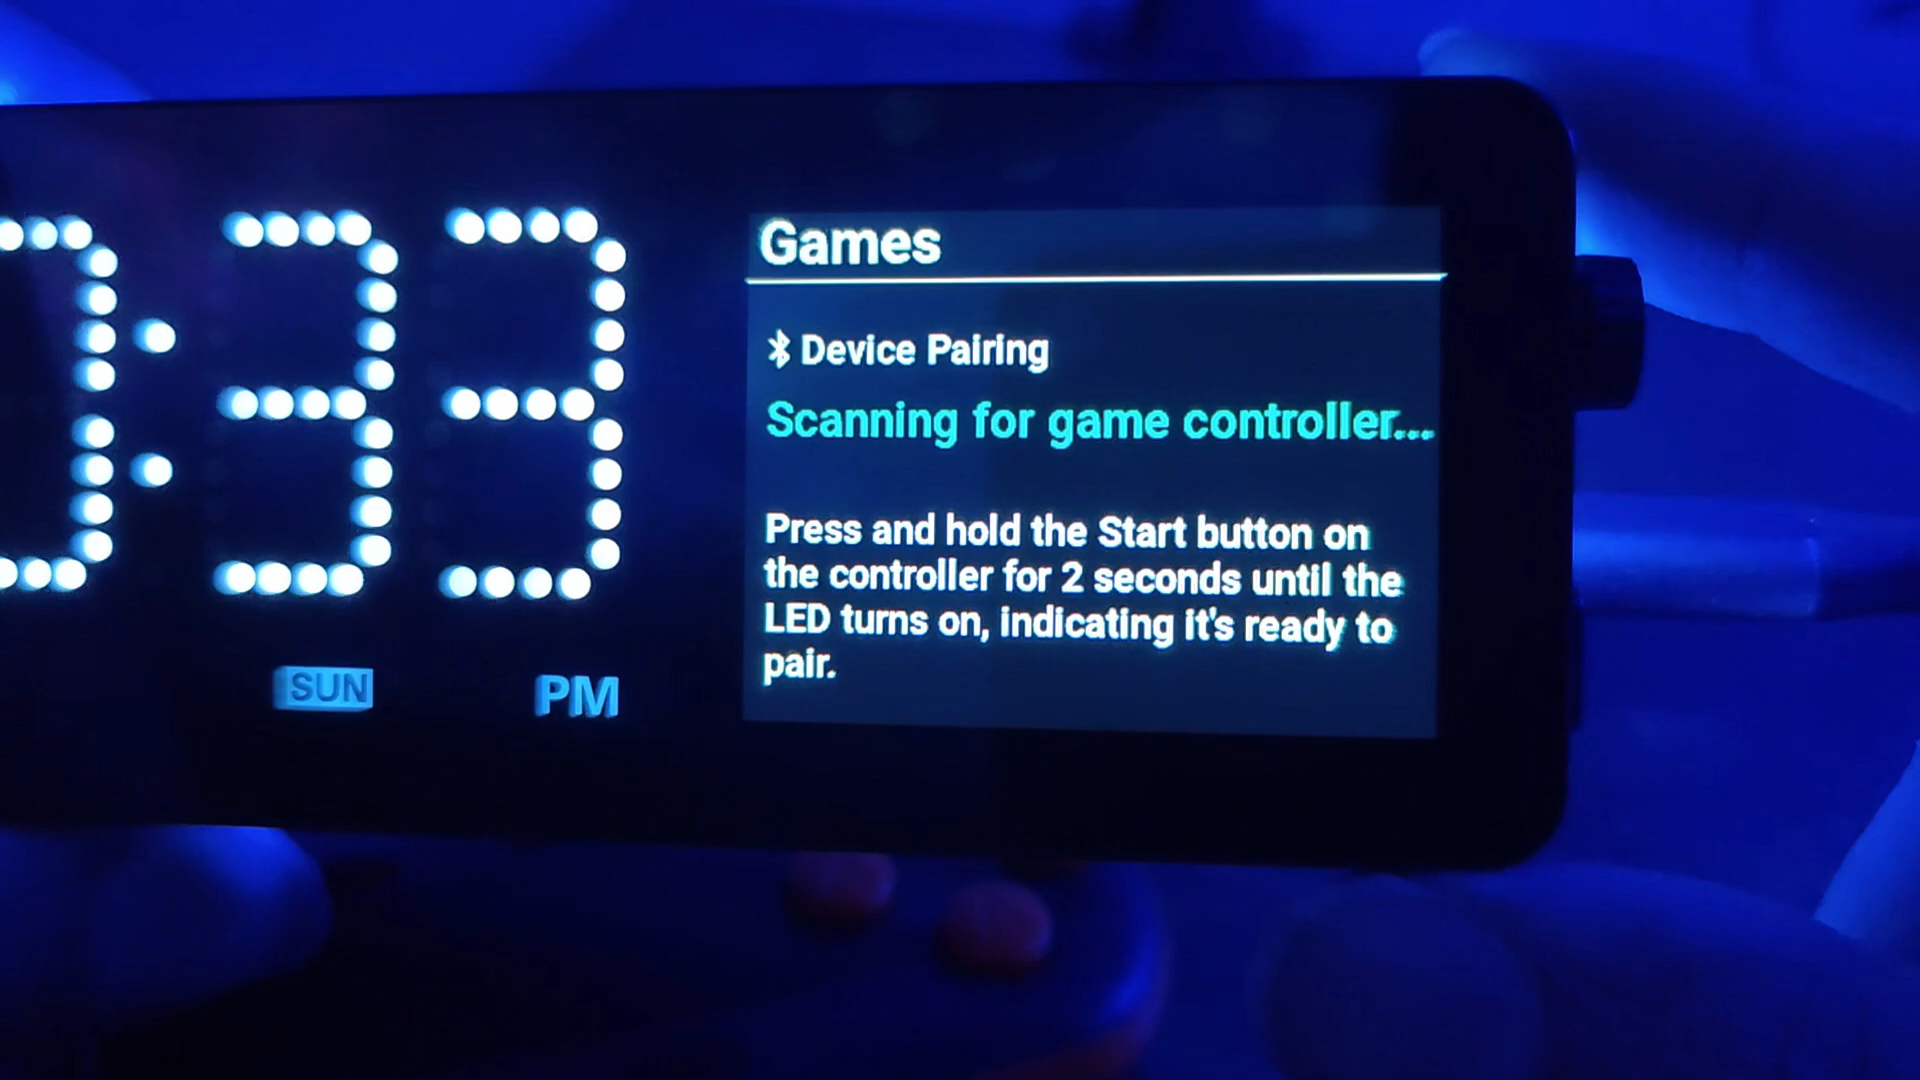 :33
SUN
PM
Games
Device Pairing
Scanning for game controller...
Press and hold the Start button on
the controller for 2 seconds until the
LED turns on, indicating it's ready to
pair.